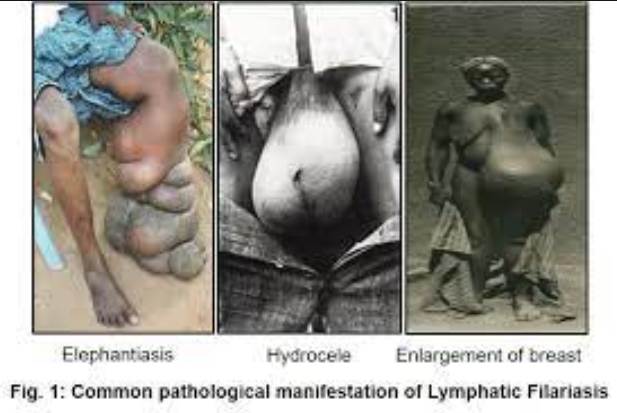 Elephantiasis Hydrocele Enlargement of breast
Fig. 1: Common pathological manifestation of Lymphatic Filariasis